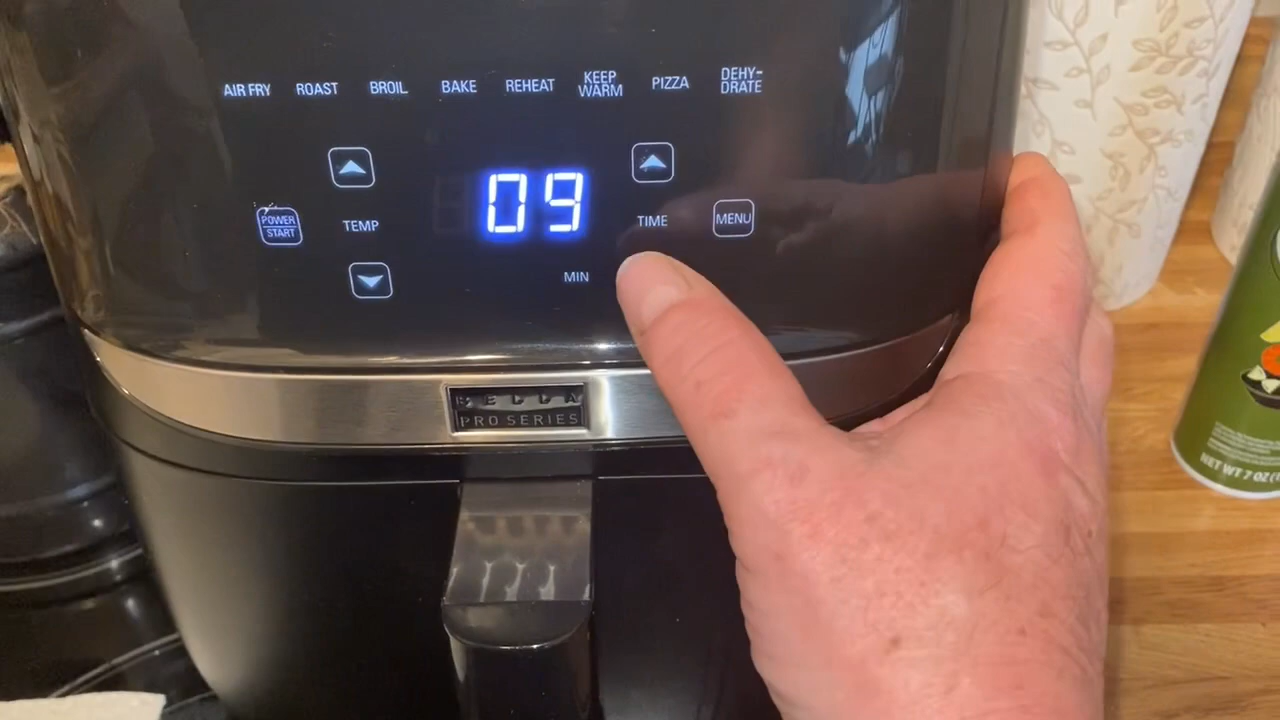 AIR FRY ROAST BROIL BAKE REHEAT KEEP WARM PIZZA DEHY-DRATE
POWER
START
TEMP
09
TIME
MENU
MIN
BELLA
PRO SERIES
NET WT 7 OZ